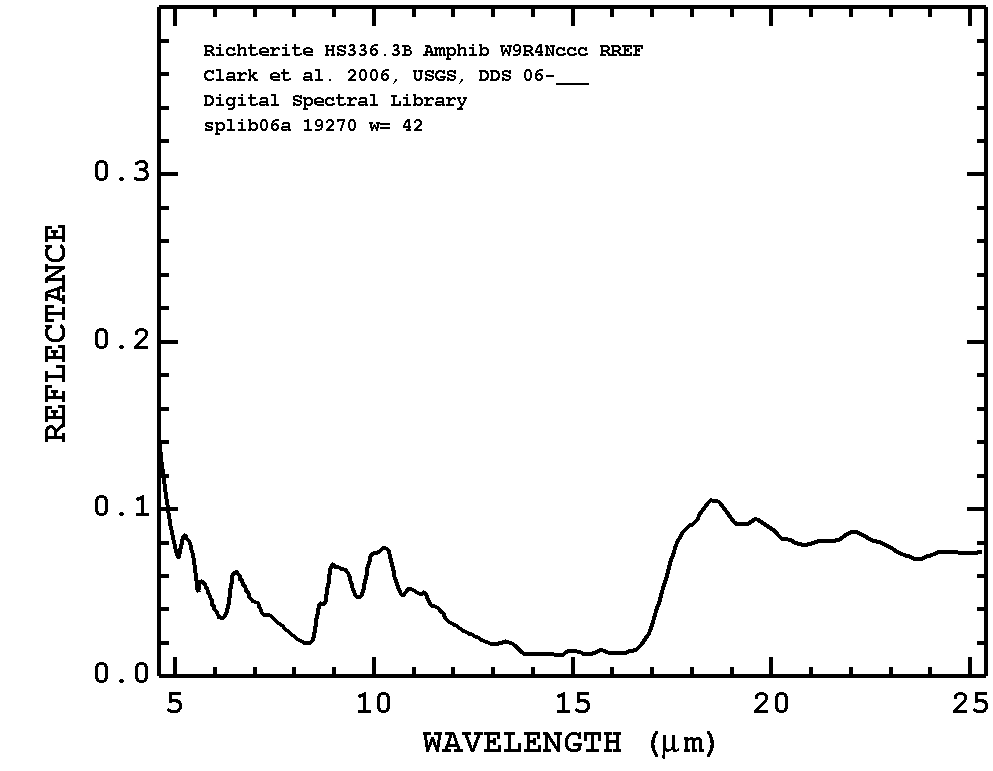 Richterite HS336.3B Amphib W9R4Nccc RREF
Clark et al. 2006, USGS, DDS 06-___
Digital Spectral Library
splib06a 19270 w= 42
0.3
0.2
0.1
0.0
REFLECTANCE
5 10 15 20 25
WAVELENGTH (μm)